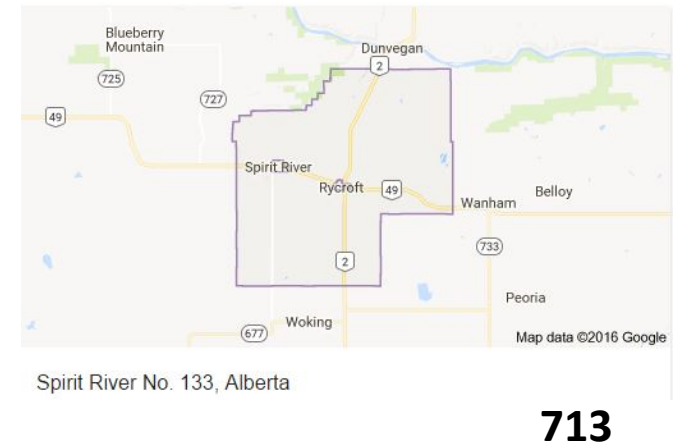 Blueberry
Mountain
Dunvegan
2
725
727
49
Spirit River
Rycroft
49
Wanham
Belloy
733
2
Peoria
Woking
677
Map data ©2016 Google
Spirit River No. 133, Alberta
713